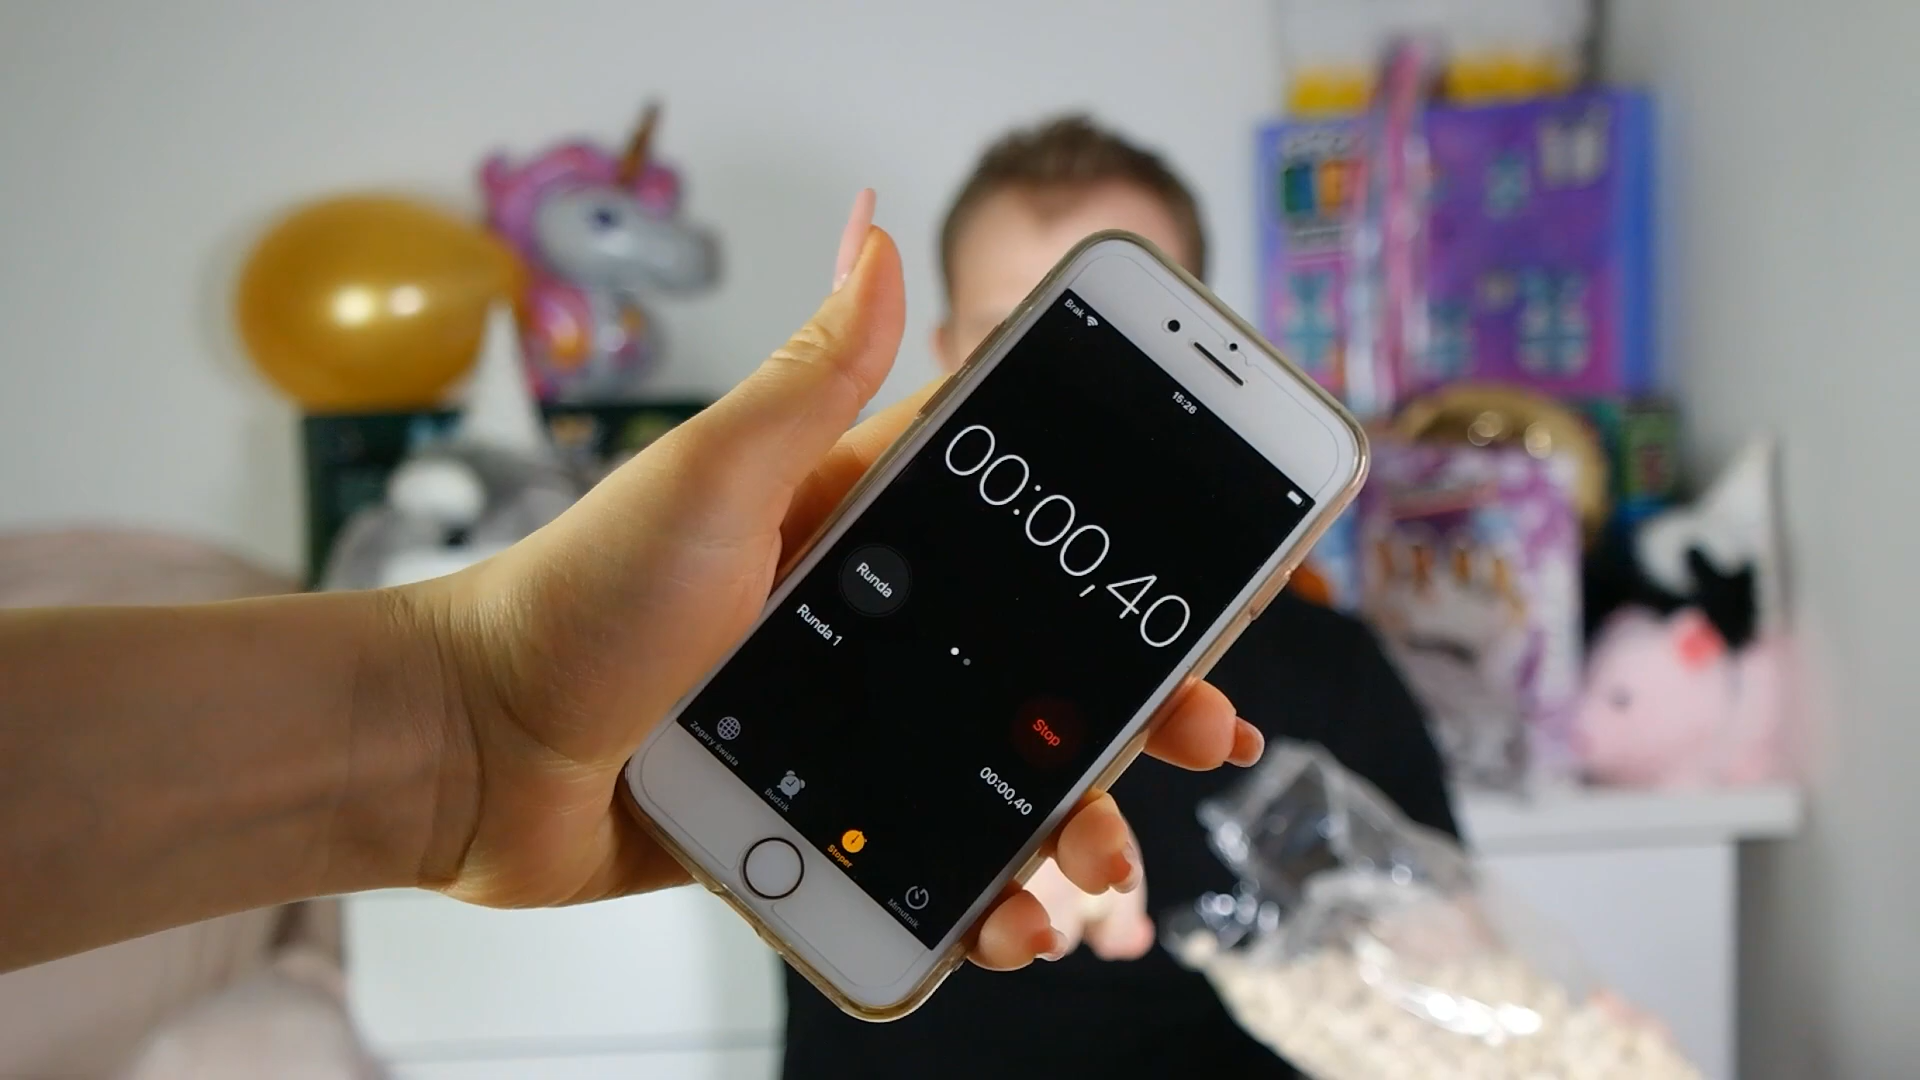 Brak
15:26
00:00,40
Runda
Stop
Runda 1
00:00,40
Zegary świata
Budzik
Stoper
Minutnik